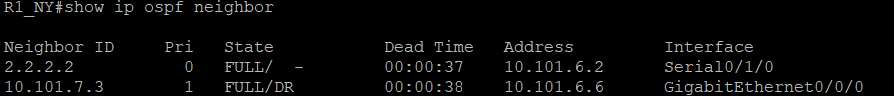 R1_NY#show ip ospf neighbor
Neighbor ID     Pri   State           Dead Time   Address         Interface
2.2.2.2           0   FULL/  -        00:00:37    10.101.6.2      Serial0/1/0
10.101.7.3        1   FULL/DR         00:00:38    10.101.6.6      GigabitEthernet0/0/0